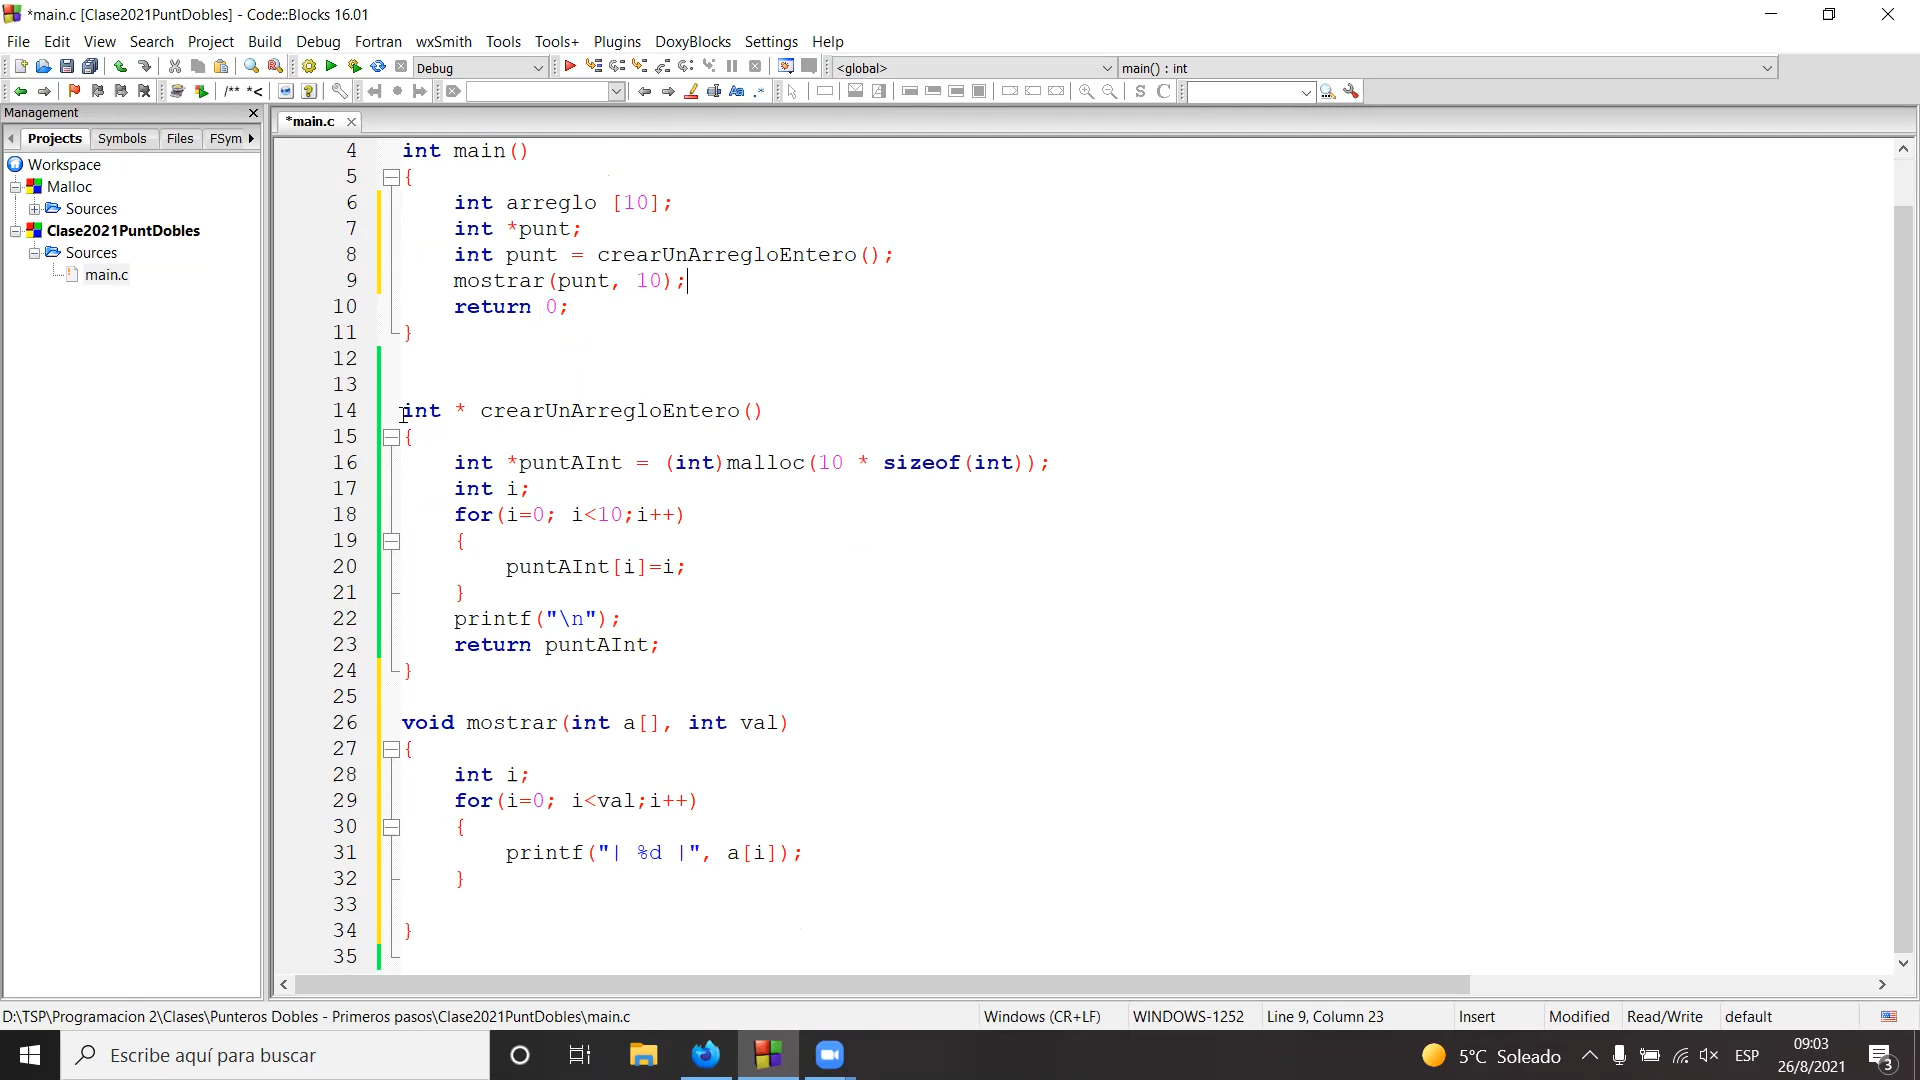 *main.c [Clase2021PuntDobles] - Code::Blocks 16.01
File Edit View Search Project Build Debug Fortran wxSmith Tools Tools+ Plugins DoxyBlocks Settings Help
Debug <global> main() : int
/** *<
Management
Projects Symbols Files FSym
*main.c
Workspace
Malloc
Sources
Clase2021PuntDobles
Sources
main.c
4 int main()
5 {
6 int arreglo [10];
7 int *punt;
8 int punt = crearUnArregloEntero();
9 mostrar(punt, 10);
10 return 0;
11 }
12
13
14 int * crearUnArregloEntero()
15 {
16 int *puntAInt = (int)malloc(10 * sizeof(int));
17 int i;
18 for(i=0; i<10;i++)
19 {
20 puntAInt[i]=i;
21 }
22 printf("\n");
23 return puntAInt;
24 }
25
26 void mostrar(int a[], int val)
27 {
28 int i;
29 for(i=0; i<val;i++)
30 {
31 printf("| %d |", a[i]);
32 }
33
34 }
35
D:\TSP\Programacion 2\Clases\Punteros Dobles - Primeros pasos\Clase2021PuntDobles\main.c Windows (CR+LF) WINDOWS-1252 Line 9, Column 23 Insert Modified Read/Write default
Escribe aquí para buscar
5°C Soleado
ESP
09:03
26/8/2021
3